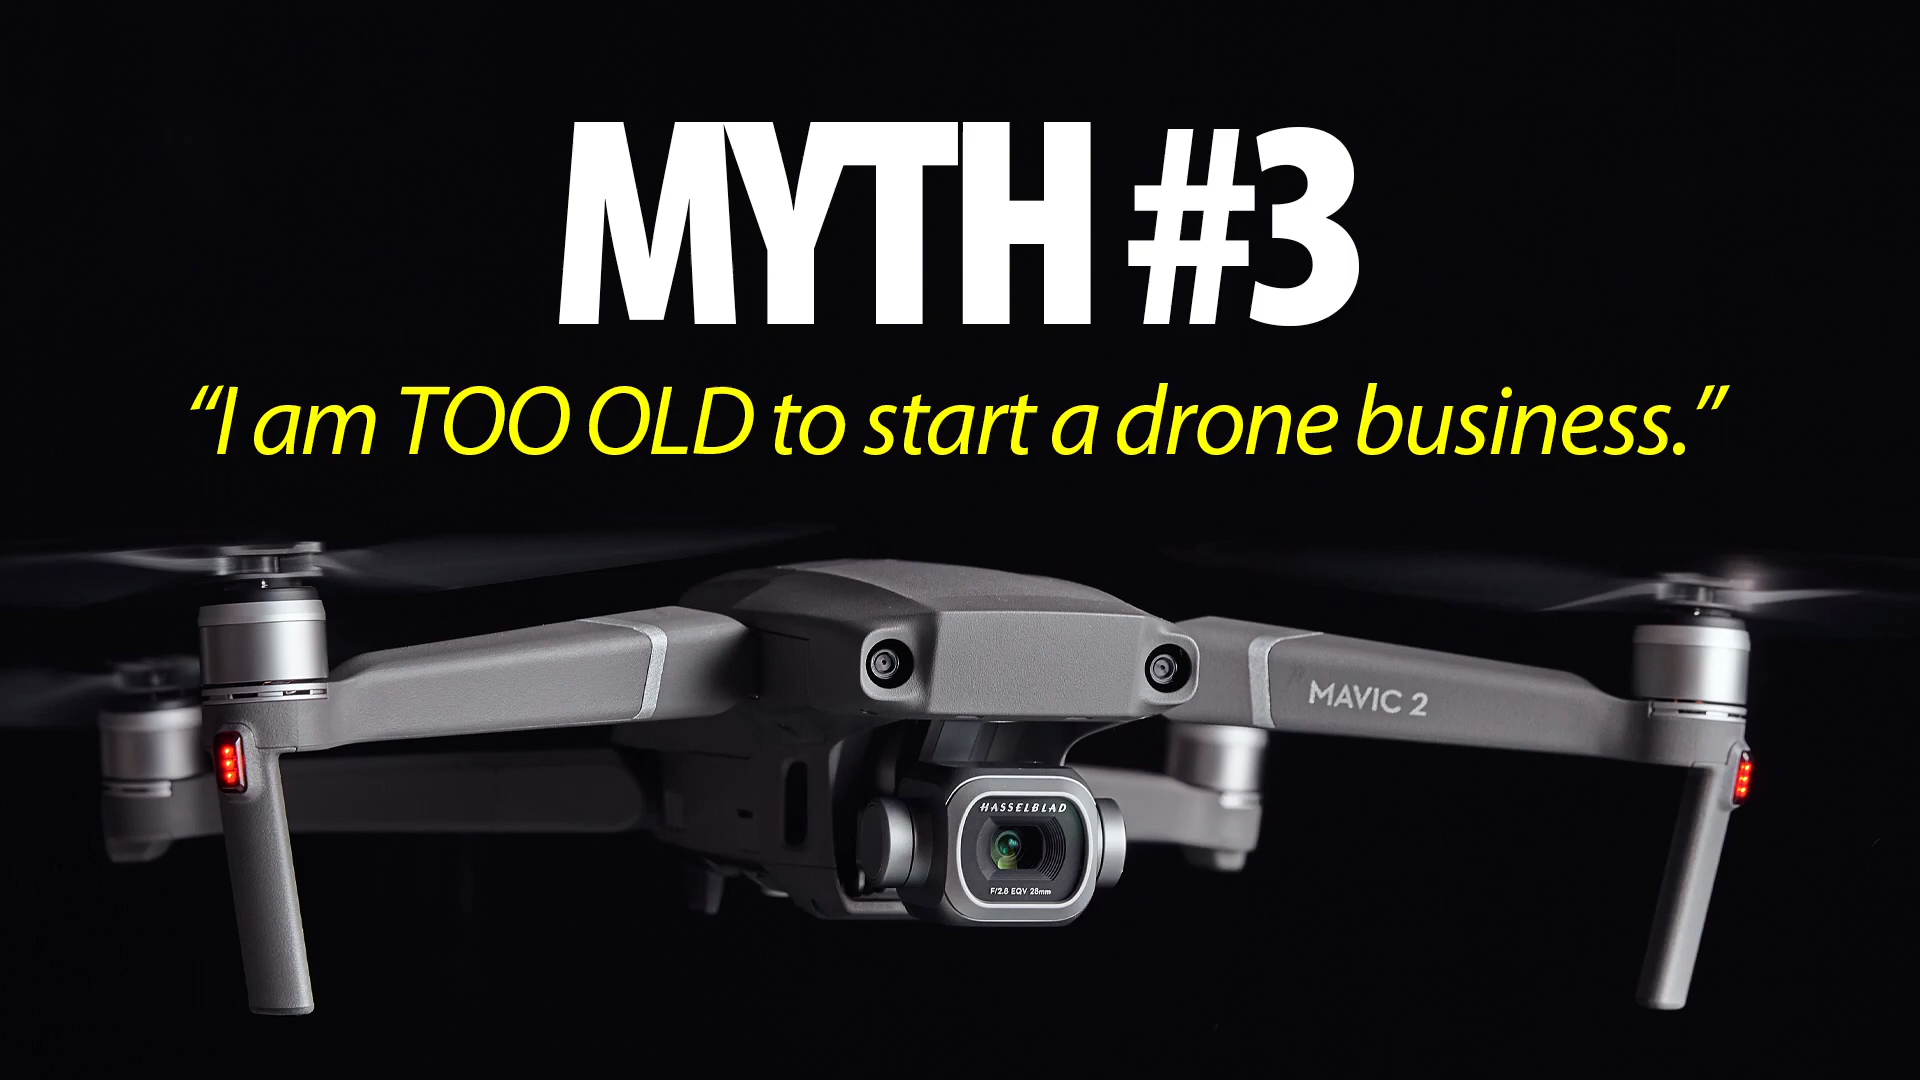 MYTH #3
“I am TOO OLD to start a drone business.”
MAVIC 2
HASSELBLAD
F/2.8 EQV 28mm